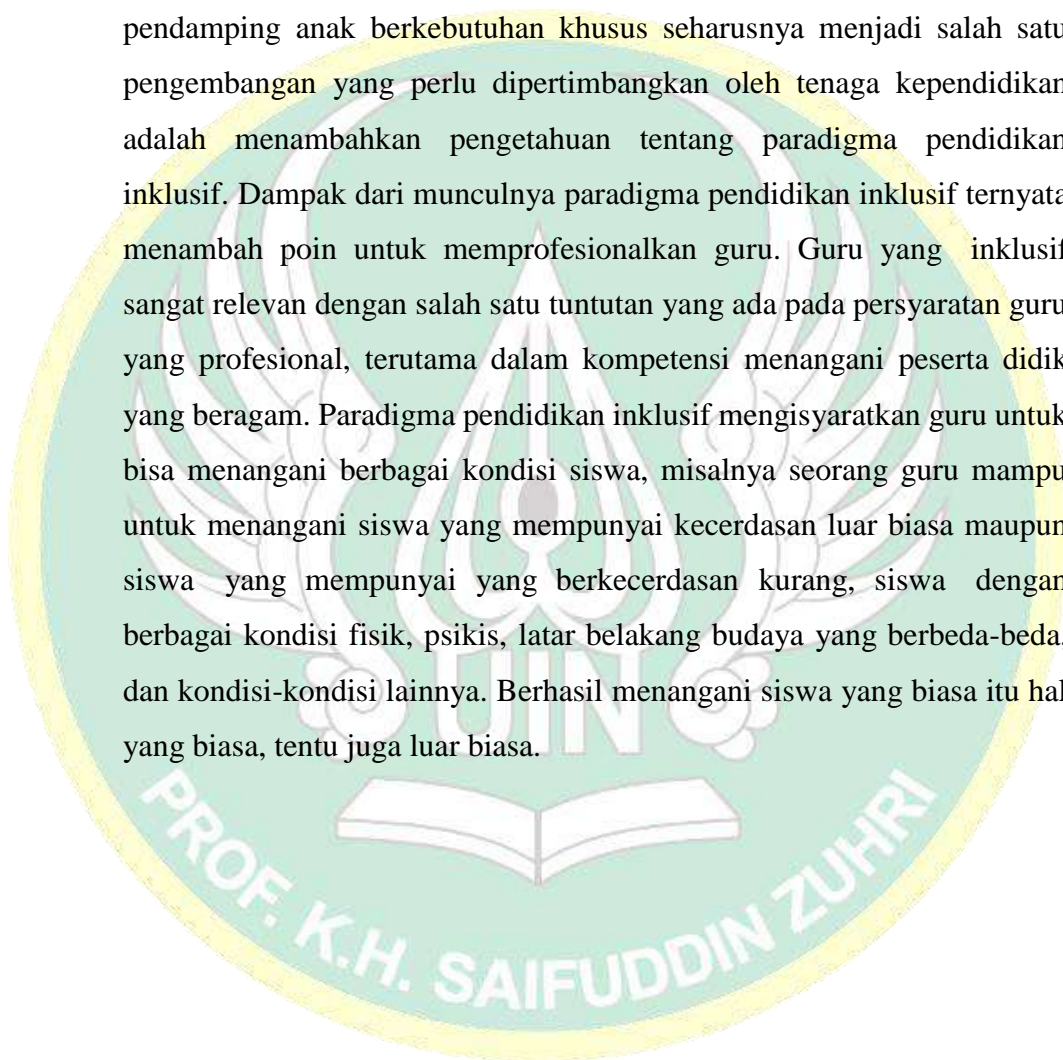 pendamping anak berkebutuhan khusus seharusnya menjadi salah satu
pengembangan yang perlu dipertimbangkan oleh tenaga kependidikan
adalah menambahkan pengetahuan tentang paradigma pendidikan
inklusif. Dampak dari munculnya paradigma pendidikan inklusif ternyata
menambah poin untuk memprofesionalkan guru. Guru yang inklusif
sangat relevan dengan salah satu tuntutan yang ada pada persyaratan guru
yang profesional, terutama dalam kompetensi menangani peserta didik
yang beragam. Paradigma pendidikan inklusif mengisyaratkan guru untuk
bisa menangani berbagai kondisi siswa, misalnya seorang guru mampu
untuk menangani siswa yang mempunyai kecerdasan luar biasa maupun
siswa yang mempunyai yang berkecerdasan kurang, siswa dengan
berbagai kondisi fisik, psikis, latar belakang budaya yang berbeda-beda,
dan kondisi-kondisi lainnya. Berhasil menangani siswa yang biasa itu hal
yang biasa, tentu juga luar biasa.
UIN
PROF. K.H. SAIFUDDIN ZUHRI